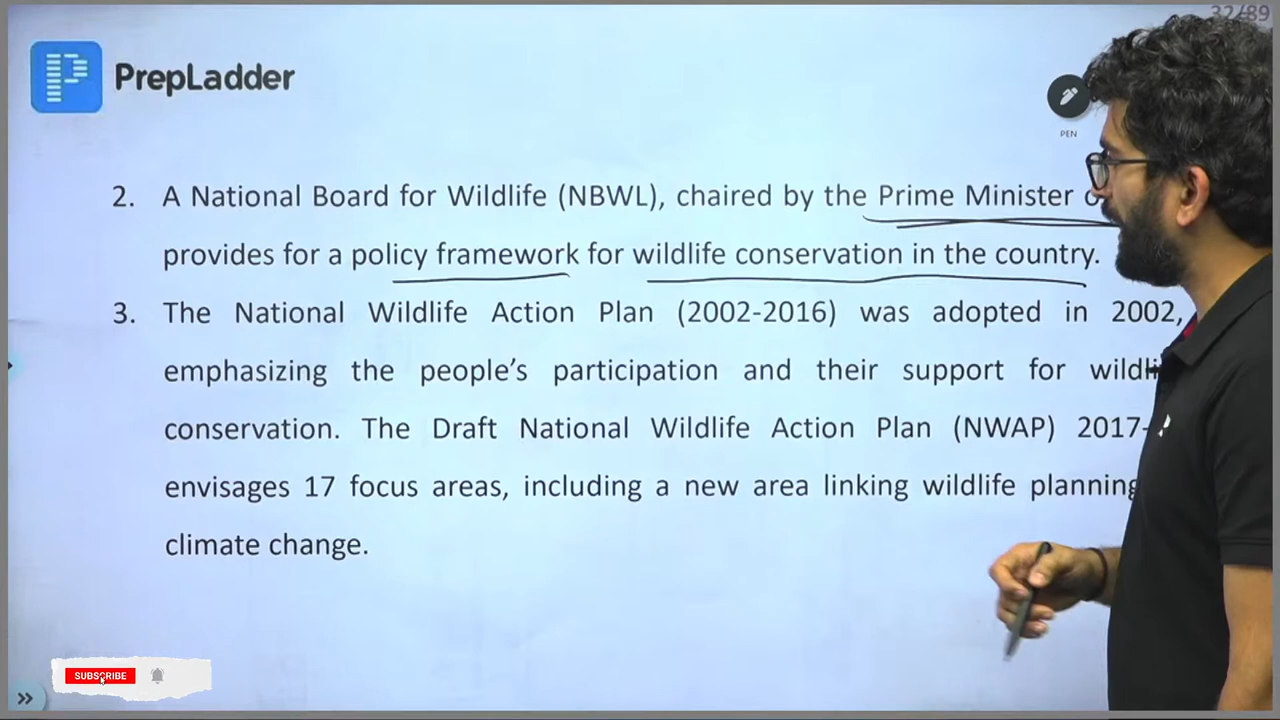 32/89
PrepLadder
PEN
2. A National Board for Wildlife (NBWL), chaired by the Prime Minister
provides for a policy framework for wildlife conservation in the country.
3. The National Wildlife Action Plan (2002-2016) was adopted in 2002,
emphasizing the people's participation and their support for
conservation. The Draft National Wildlife Action Plan (NWAP) 2017-
envisages 17 focus areas, including a new area linking wildlife planning
climate change.
SUBSCRIBE